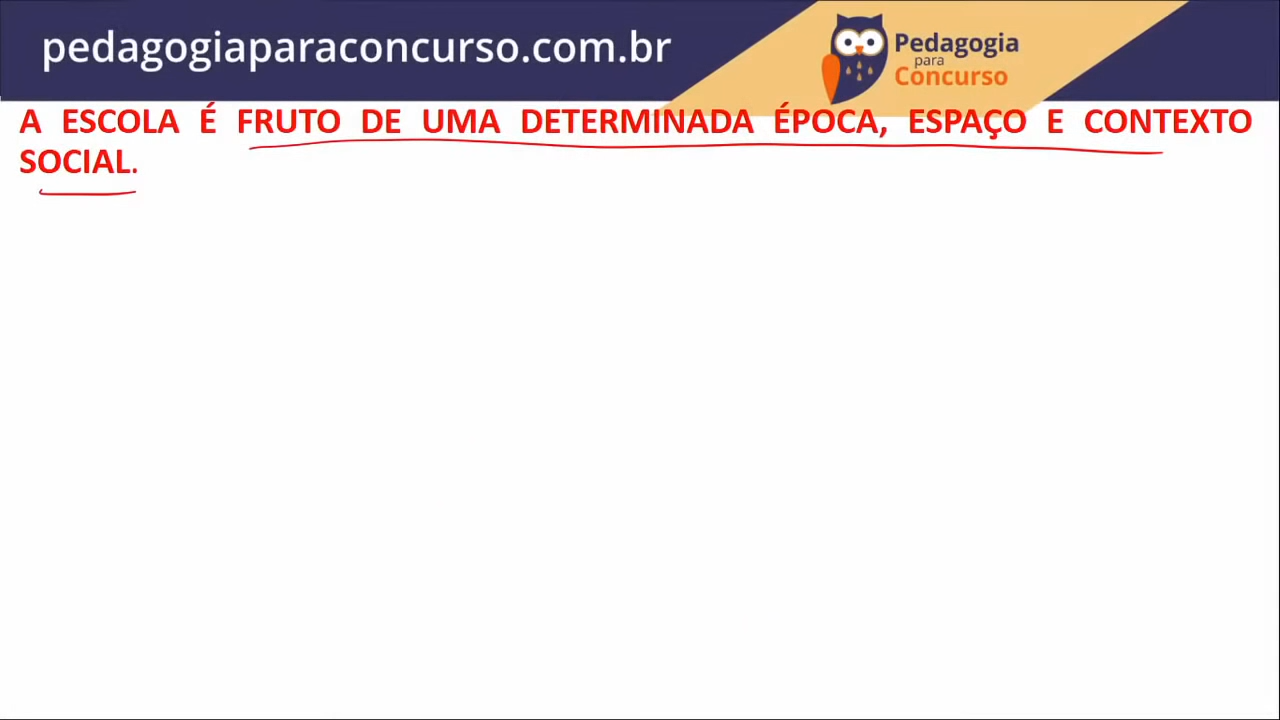 pedagogiaparaconcurso.com.br
Pedagogia
para
Concurso
A ESCOLA É FRUTO DE UMA DETERMINADA ÉPOCA, ESPAÇO E CONTEXTO
SOCIAL.